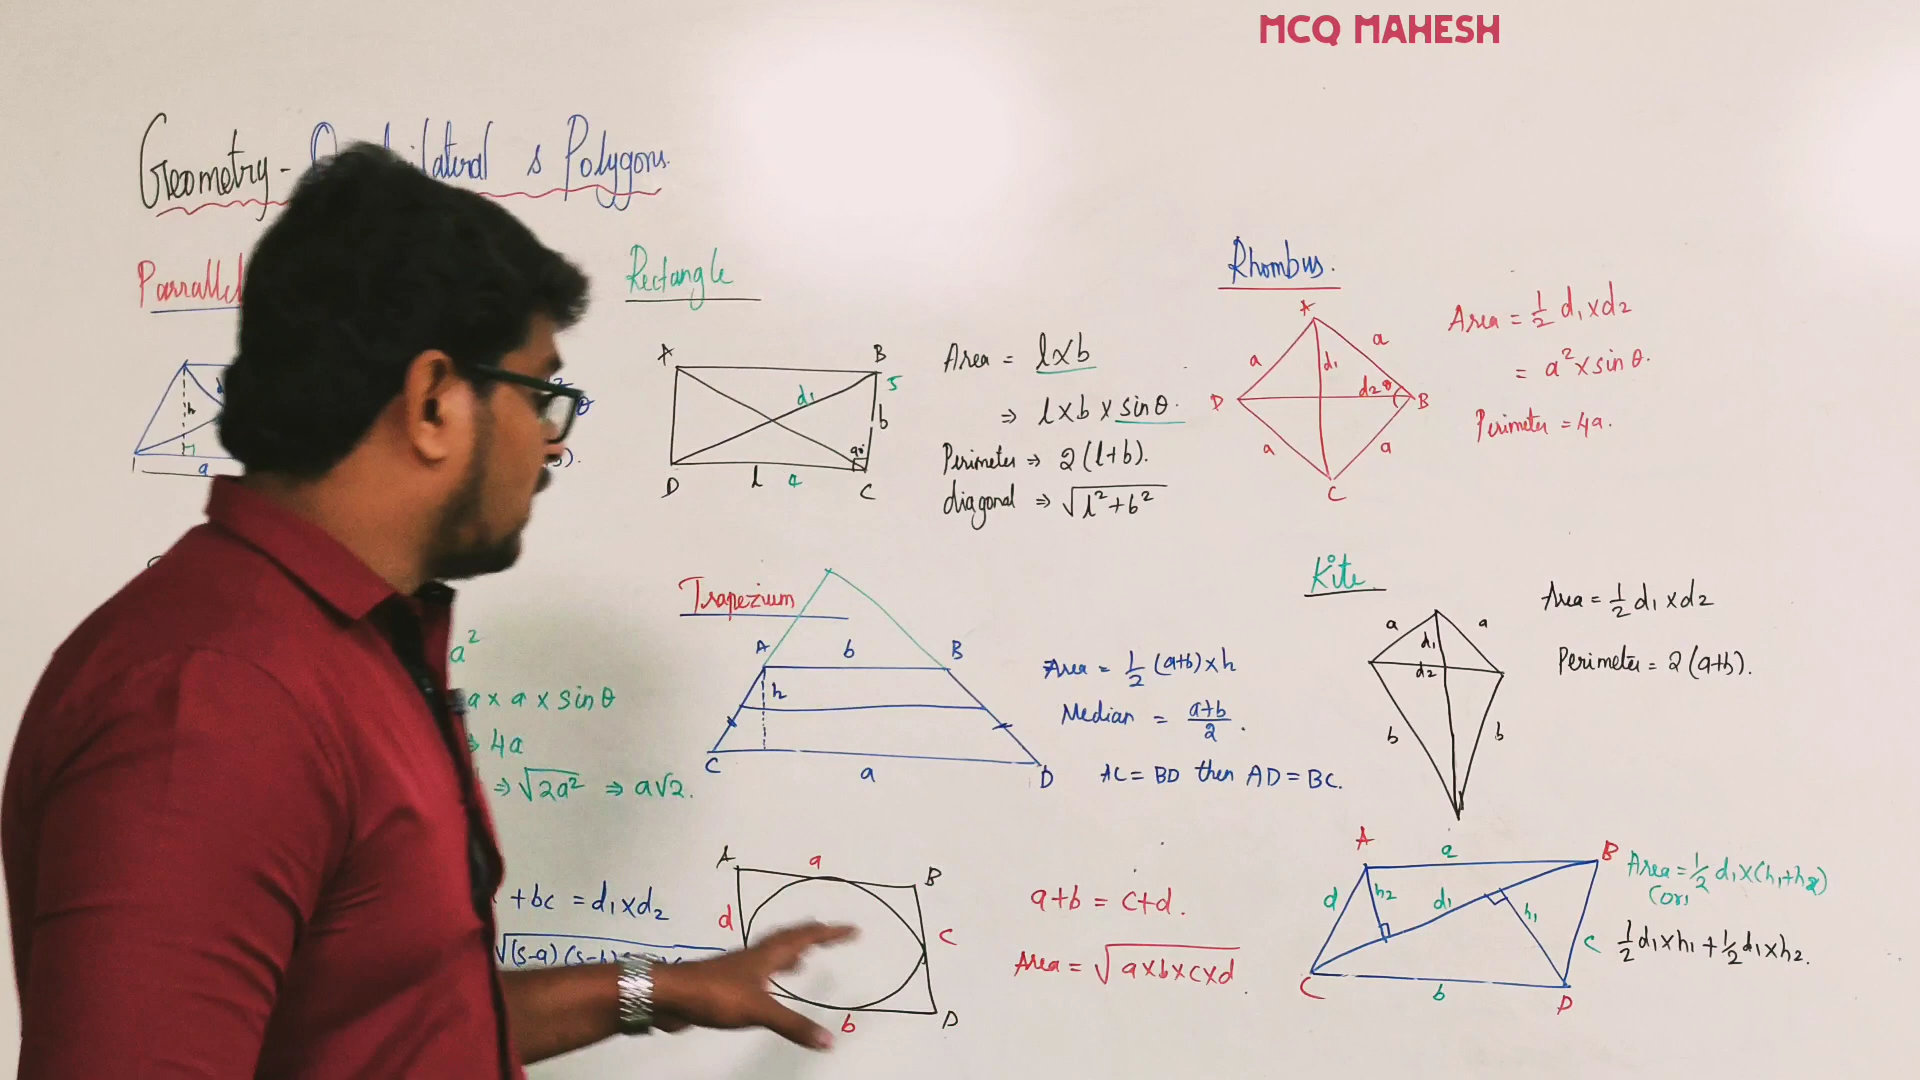 MCQ MAHESH
Geometry - s Polygons.
h
a
Rectangle
A
B
5
d1
b
90°
D
l
4
C
Area = l×b
⇒ l×b×sinθ.
Perimeter ⇒ 2(l+b).
diagonal ⇒ √l²+b²
Rhombus.
A
a
a
d1
d2
θ
D
B
a
a
C
Area = 1/2 d1×d2
= a²×sinθ.
Perimeter = 4a.
a²
a×a×sinθ
⇒ 4a
⇒ √2a² ⇒ a√2.
Trapezium
A
b
B
h
C
a
D
Area = 1/2 (a+b)×h
Median = a+b/2.
AC = BD then AD = BC.
Kite
a
a
d1
d2
b
b
Area = 1/2 d1×d2
Perimeter = 2(a+b).
+bc = d1×d2
√(s-a)(s-b)
A
a
B
d
c
b
D
a+b = c+d.
Area = √a×b×c×d.
A
a
B
d
h2
d1
h1
c
C
b
D
Area = 1/2 d1×(h1+h2)
(or)
1/2 d1×h1 + 1/2 d1×h2.